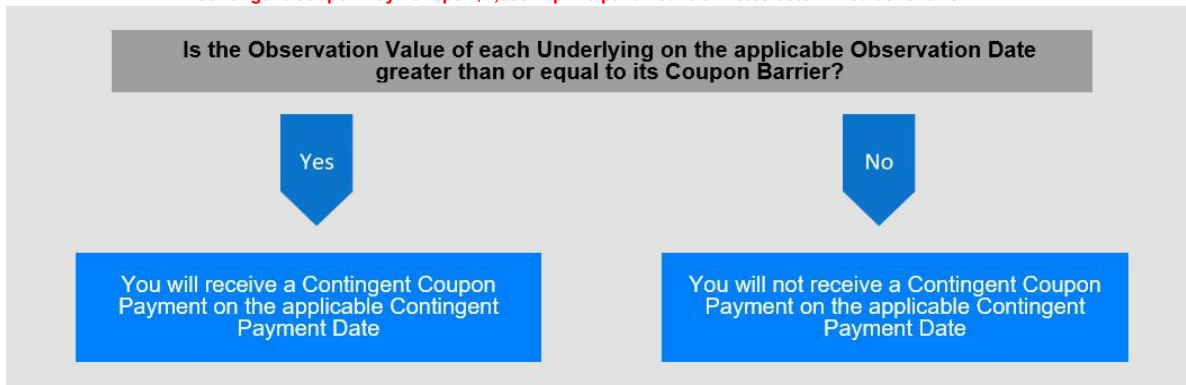 Is the Observation Value of each Underlying on the applicable Observation Date
greater than or equal to its Coupon Barrier?
Yes
No
You will receive a Contingent Coupon
Payment on the applicable Contingent
Payment Date
You will not receive a Contingent Coupon
Payment on the applicable Contingent
Payment Date